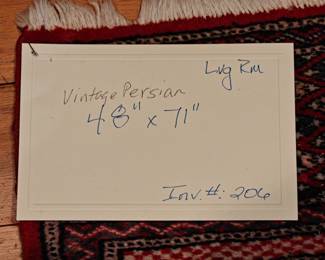 Lvg Rm
Vintage Persian
48" x 71"
Inv. #: 206